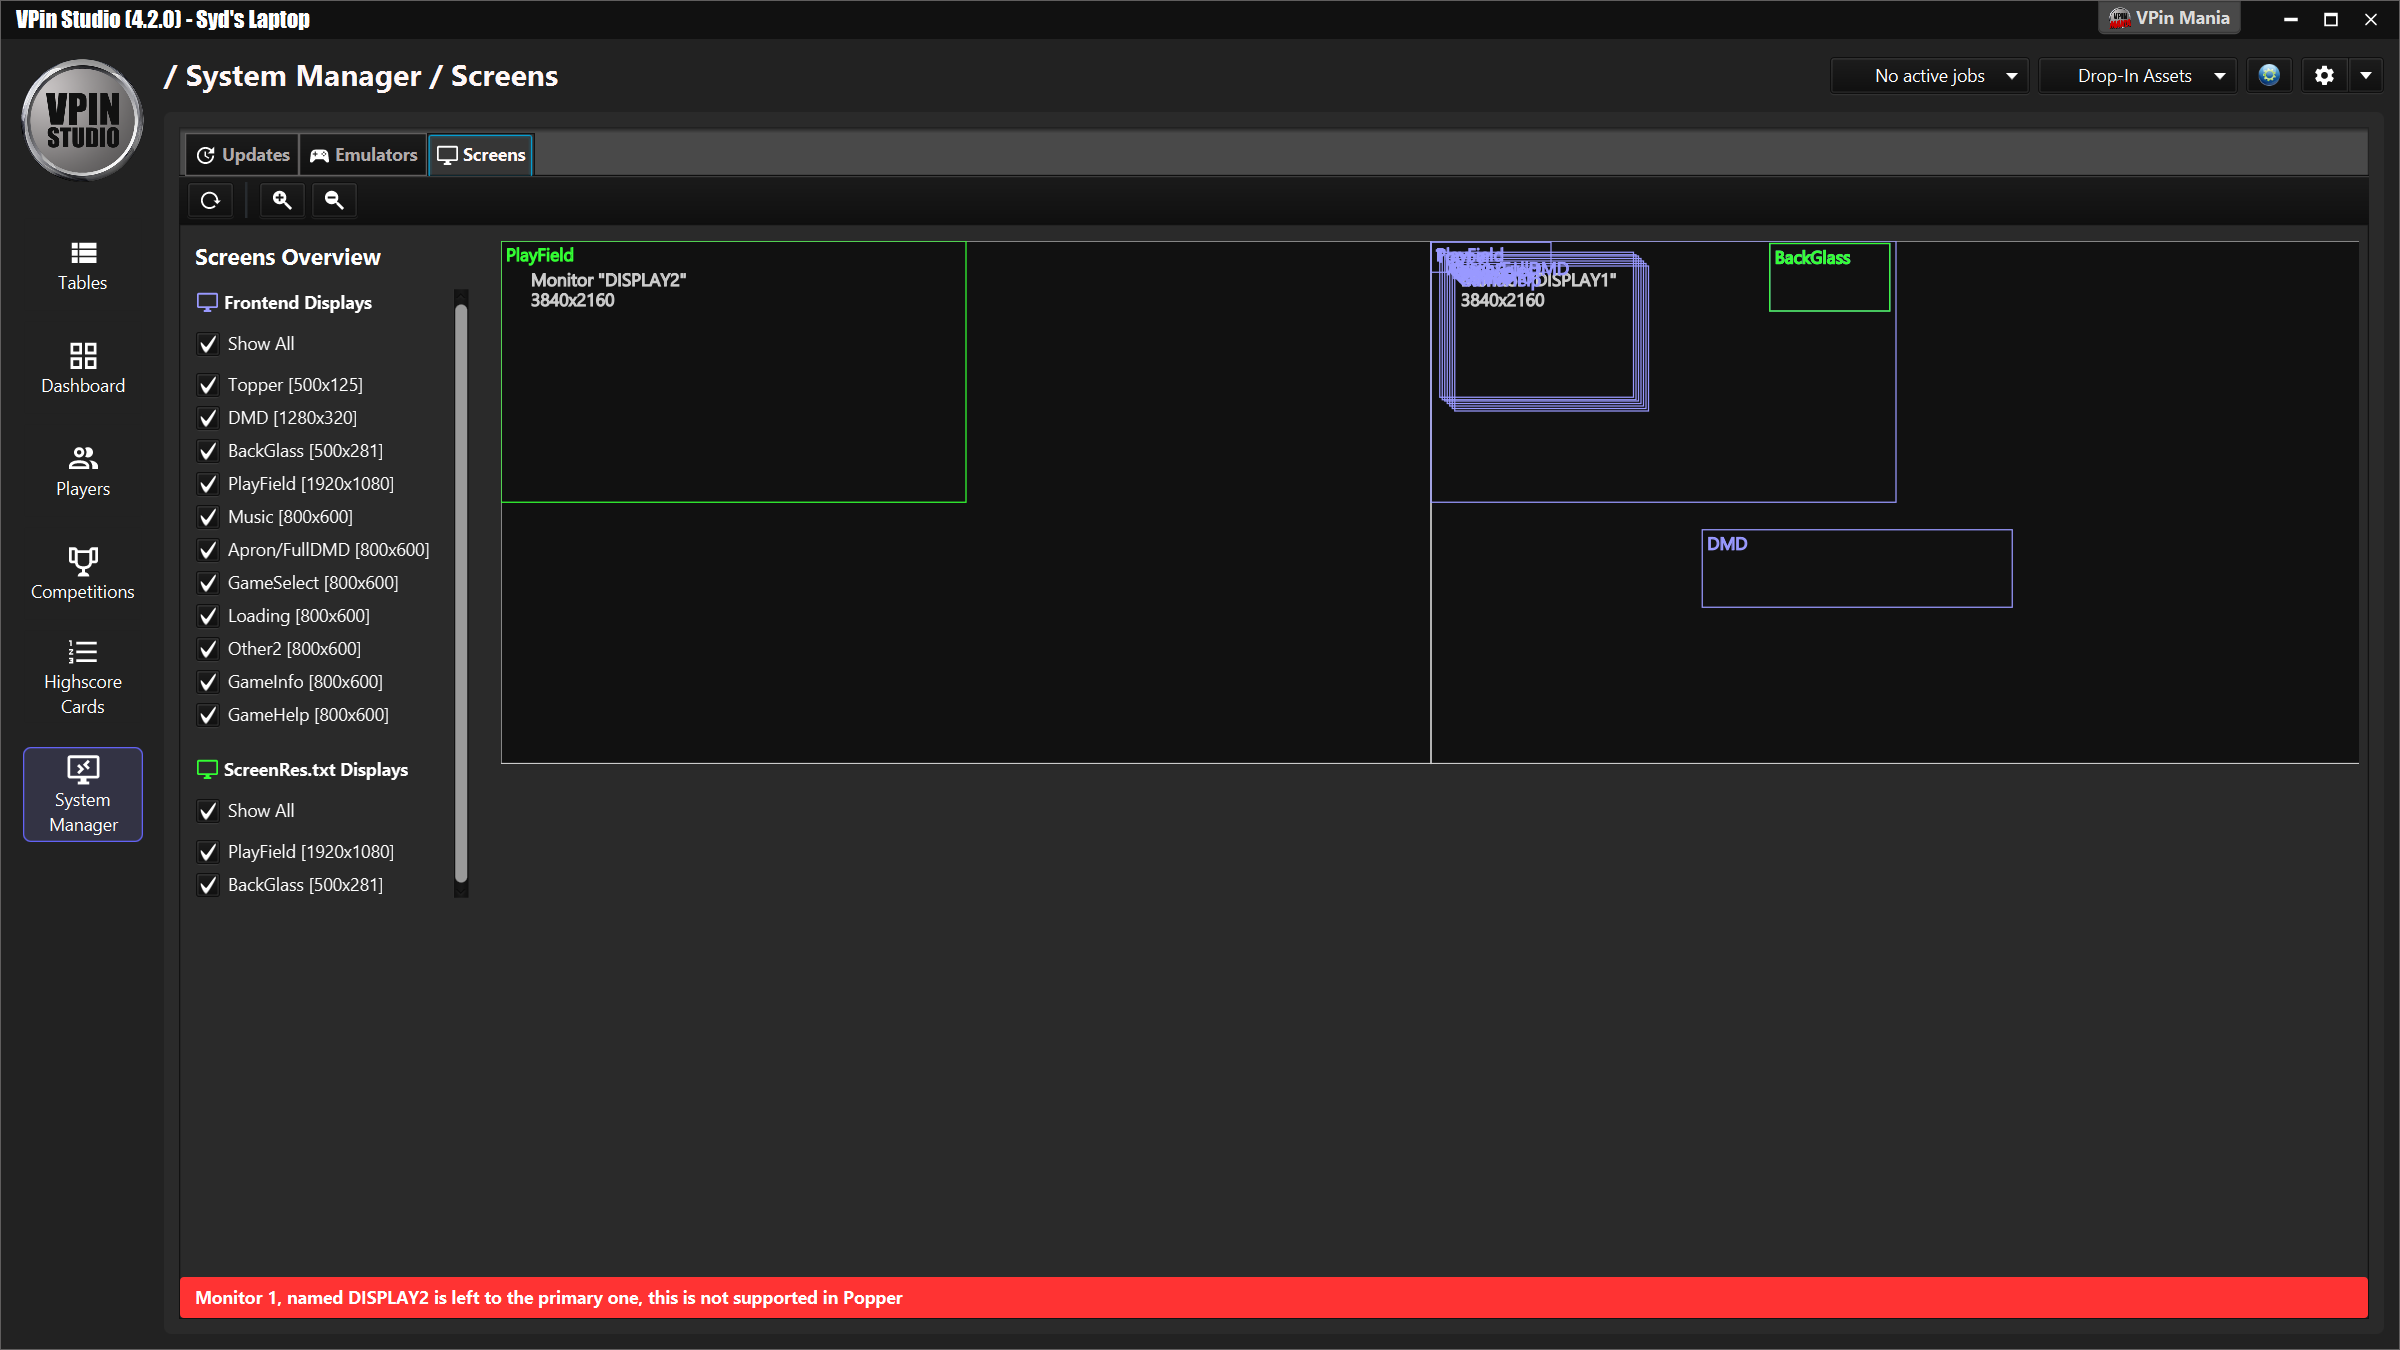 VPin Studio (4.2.0) - Syd's Laptop
VPin Mania
VPIN
STUDIO
/ System Manager / Screens
No active jobs
Drop-In Assets
Updates
Emulators
Screens
Tables
Dashboard
Players
Competitions
Highscore
Cards
System
Manager
Screens Overview
Frontend Displays
Show All
Topper [500x125]
DMD [1280x320]
BackGlass [500x281]
PlayField [1920x1080]
Music [800x600]
Apron/FullDMD [800x600]
GameSelect [800x600]
Loading [800x600]
Other2 [800x600]
GameInfo [800x600]
GameHelp [800x600]
ScreenRes.txt Displays
Show All
PlayField [1920x1080]
BackGlass [500x281]
PlayField
Monitor "DISPLAY2"
3840x2160
PlayField
DISPLAY1"
3840x2160
BackGlass
DMD
Monitor 1, named DISPLAY2 is left to the primary one, this is not supported in Popper